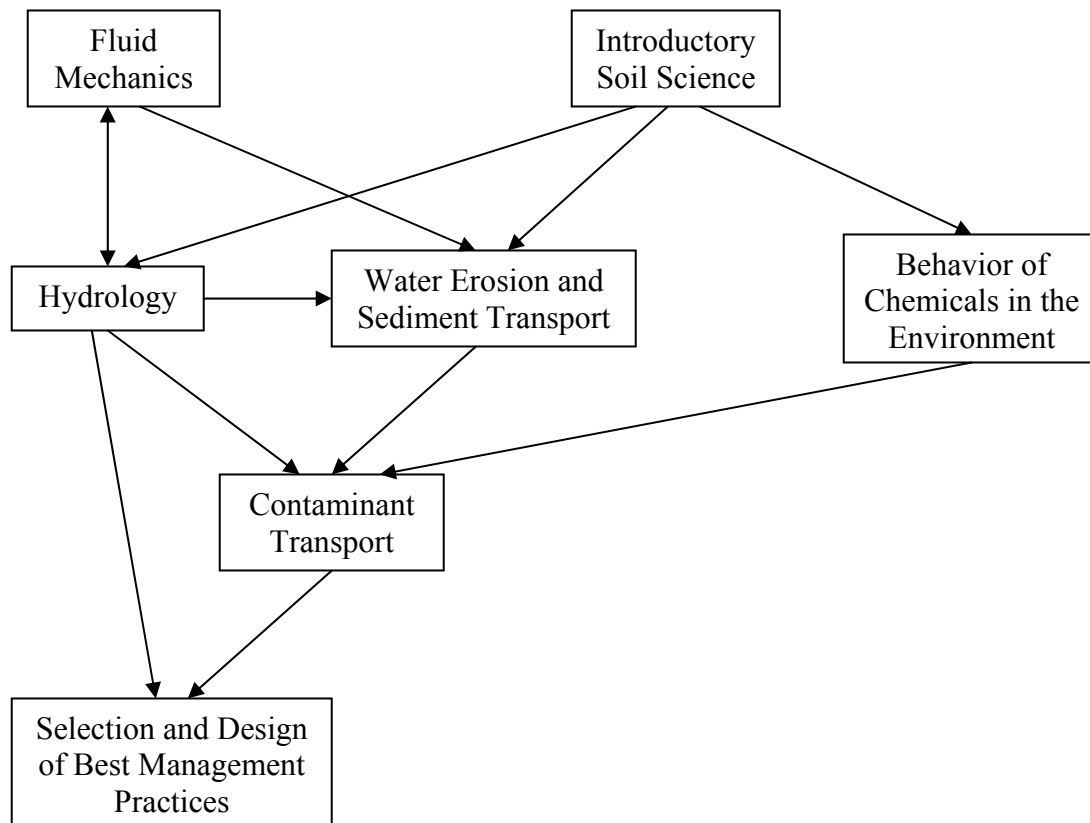 Fluid
Mechanics
Introductory
Soil Science
Hydrology
Water Erosion and
Sediment Transport
Behavior of
Chemicals in the
Environment
Contaminant
Transport
Selection and Design
of Best Management
Practices